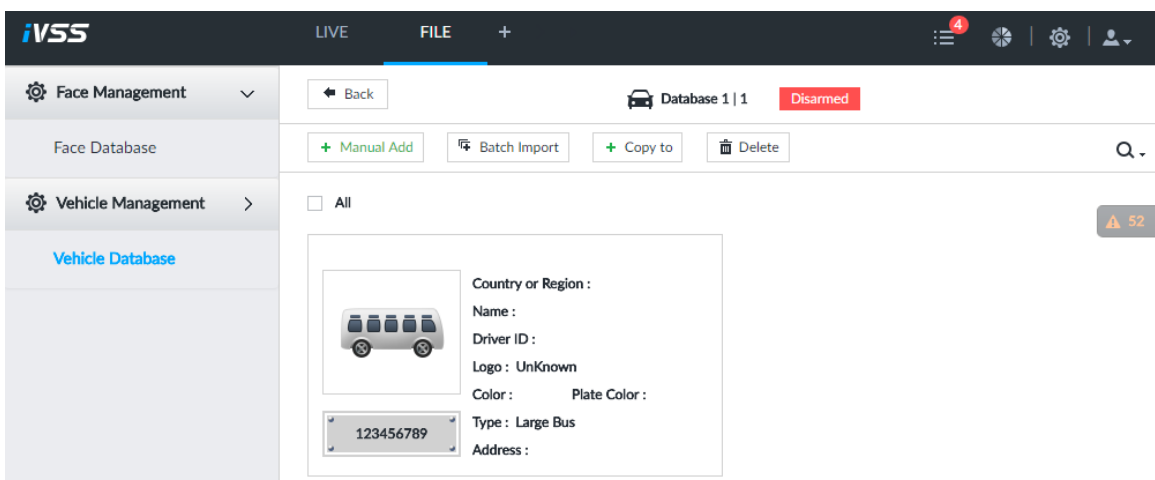 iVSS LIVE FILE + 4
Face Management
Back Database 1 | 1 Disarmed
Face Database
+ Manual Add Batch Import + Copy to Delete
Vehicle Management
All
52
Vehicle Database
Country or Region :
Name :
Driver ID :
Logo : UnKnown
Color : Plate Color :
Type : Large Bus
123456789
Address :